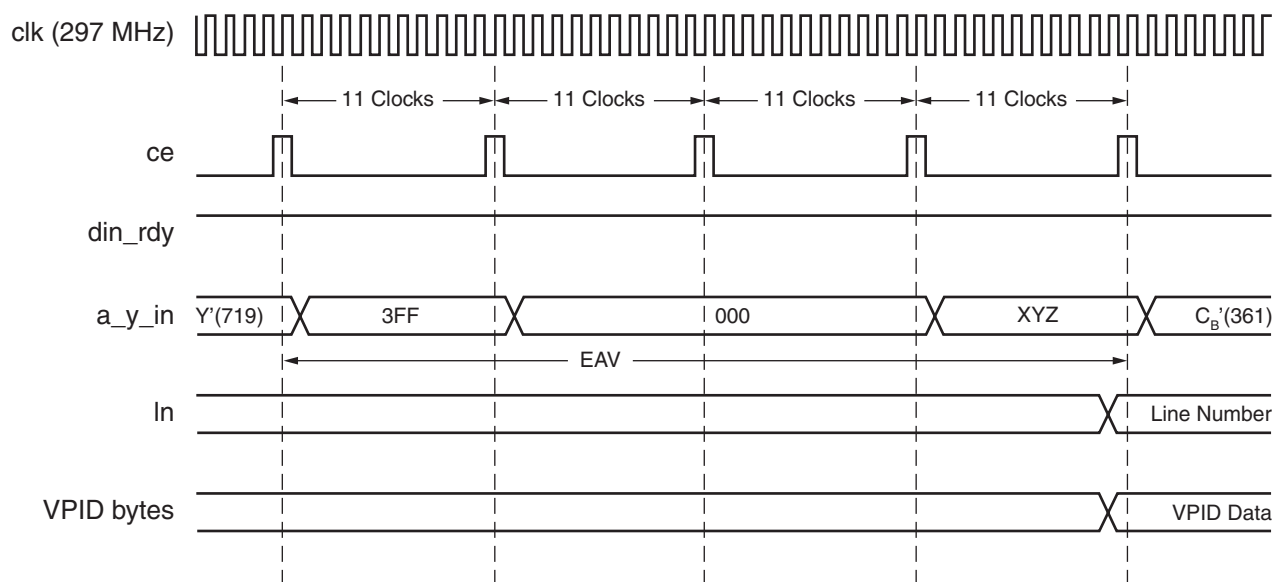 clk (297 MHz)
11 Clocks 11 Clocks 11 Clocks 11 Clocks
ce
din_rdy
a_y_in Y'(719) 3FF 000 XYZ CB'(361)
EAV
ln Line Number
VPID bytes VPID Data